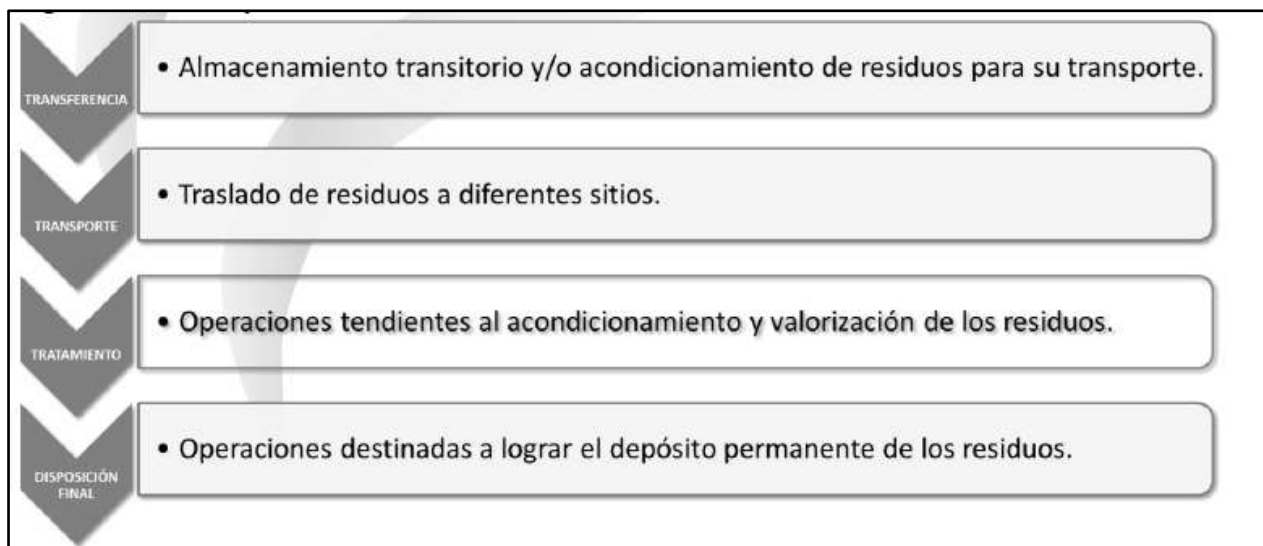 TRANSFERENCIA
• Almacenamiento transitorio y/o acondicionamiento de residuos para su transporte.
TRANSPORTE
• Traslado de residuos a diferentes sitios.
TRATAMIENTO
• Operaciones tendientes al acondicionamiento y valorización de los residuos.
DISPOSICIÓN
FINAL
• Operaciones destinadas a lograr el depósito permanente de los residuos.